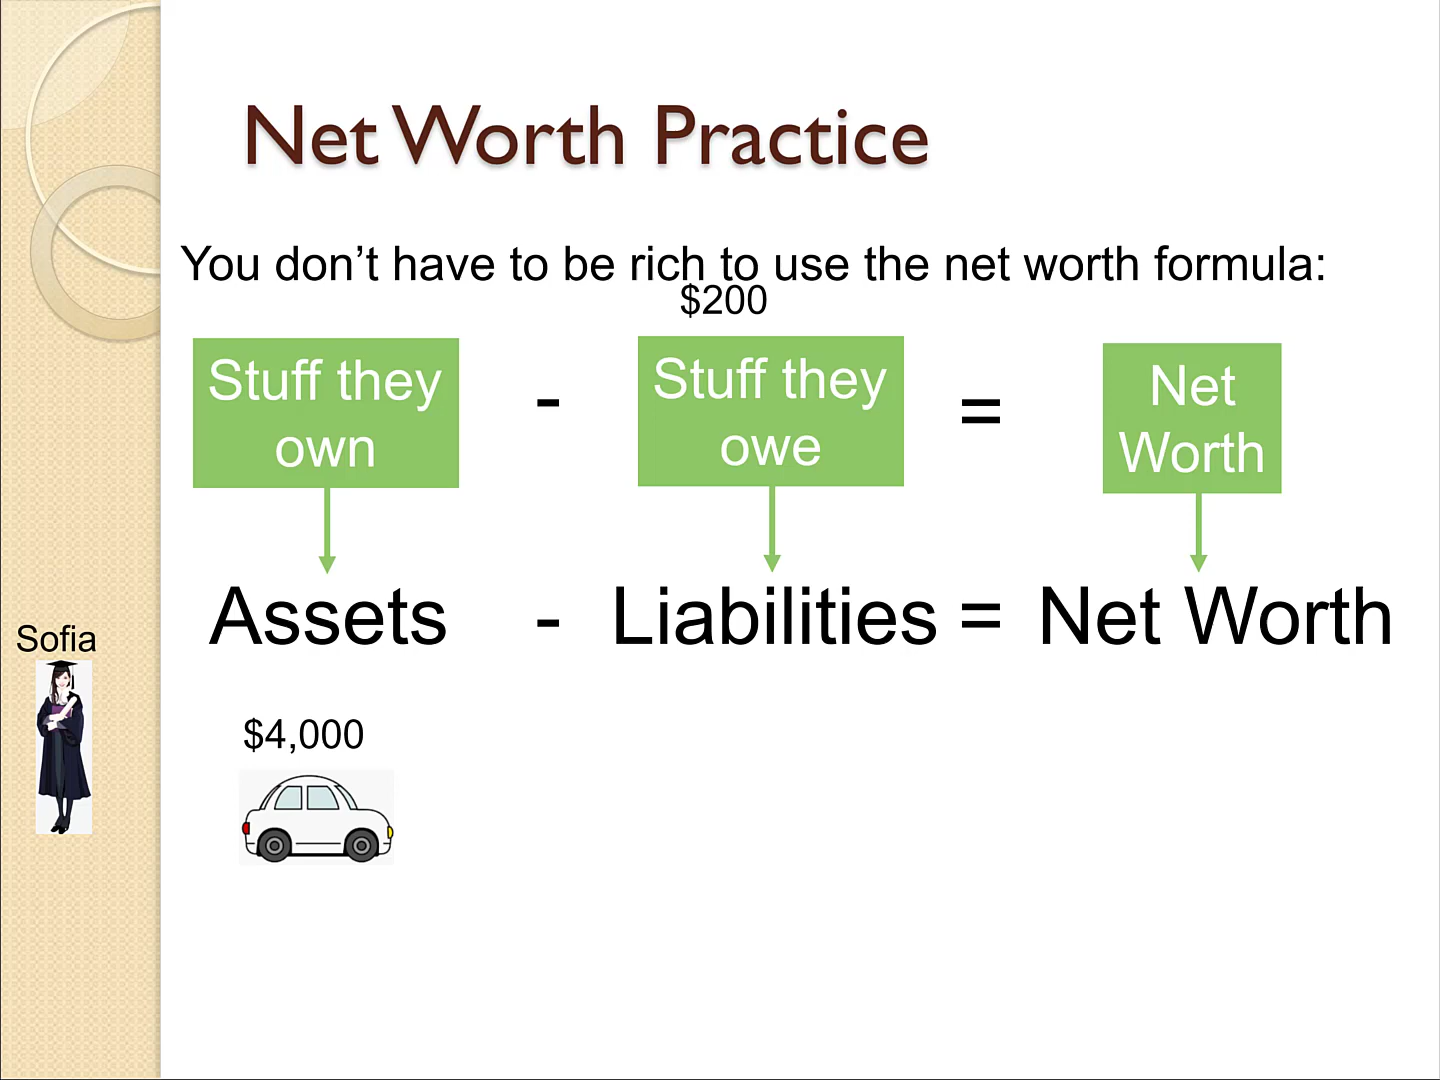 Net Worth Practice
You don’t have to be rich to use the net worth formula:
$200
Stuff they
own
-
Stuff they
owe
=
Net
Worth
Assets - Liabilities = Net Worth
Sofia
$4,000